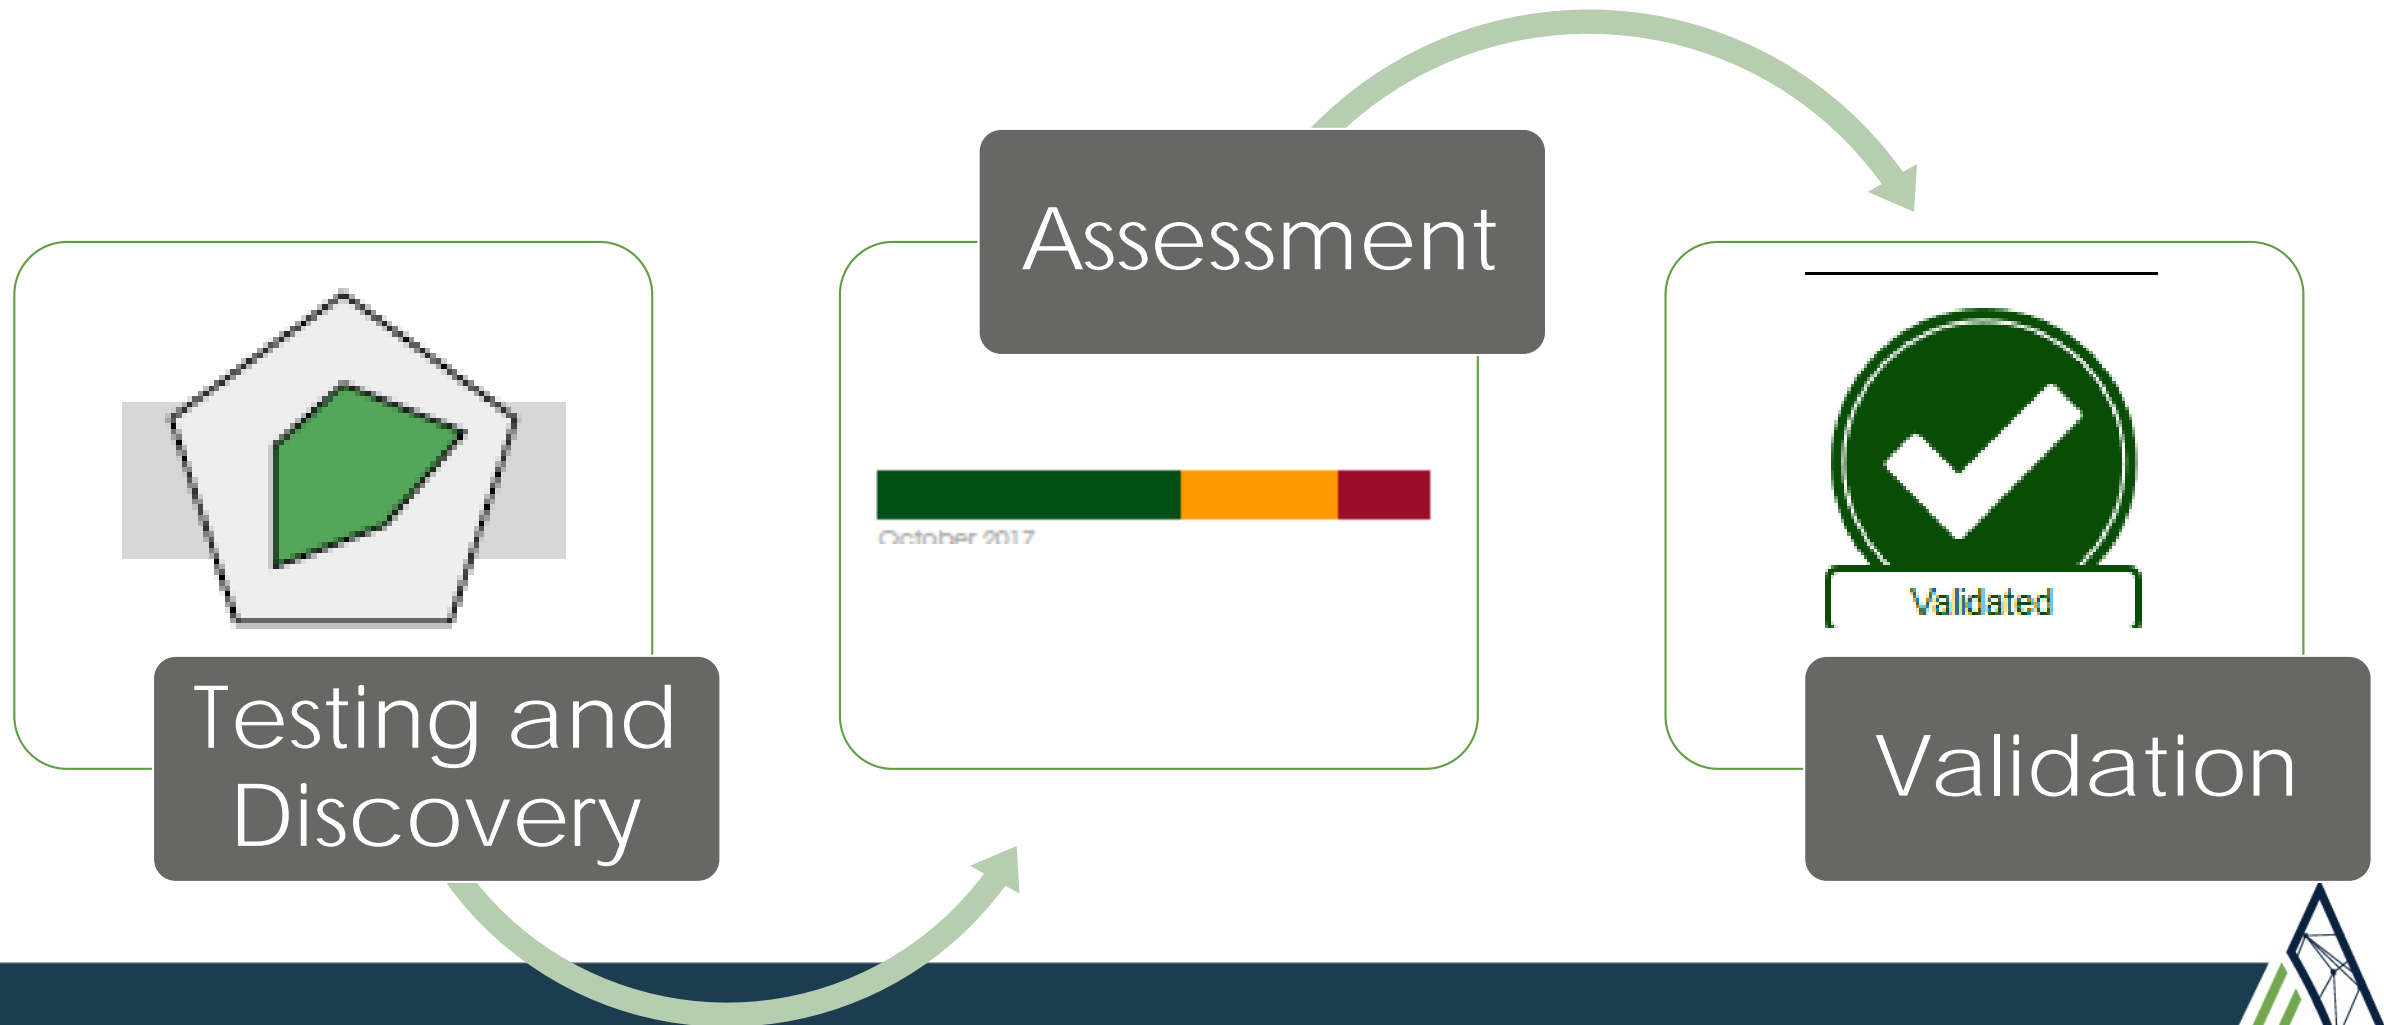 Testing and
Discovery
Assessment
October 2017
Validated
Validation